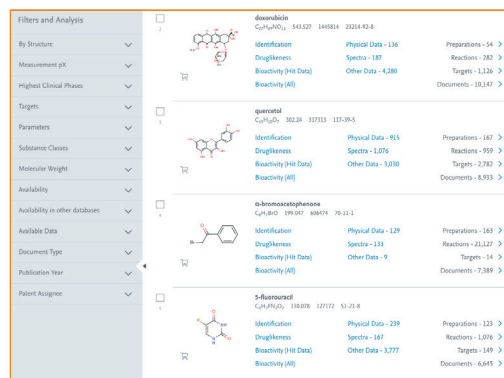 Filters and Analysis
By Structure
Measurement pX
Highest Clinical Phases
Targets
Parameters
Substance Classes
Molecular Weight
Availability
Availability in other databases
Available Data
Document Type
Publication Year
Patent Assignee
2
doxorubicin
C₂₇H₂₉NO₁₁ 543.527 1445814 23214-92-8
Identification Physical Data - 136 Preparations - 54
Druglikeness Spectra - 187 Reactions - 282
Bioactivity (Hit Data) Other Data - 4,280 Targets - 1,126
Bioactivity (All) Documents - 10,147
3
quercetol
C₁₅H₁₀O₇ 302.24 317313 117-39-5
Identification Physical Data - 915 Preparations - 167
Druglikeness Spectra - 1,076 Reactions - 959
Bioactivity (Hit Data) Other Data - 3,030 Targets - 2,782
Bioactivity (All) Documents - 8,933
4
α-bromoacetophenone
C₈H₇BrO 199.047 606474 70-11-1
Identification Physical Data - 129 Preparations - 163
Druglikeness Spectra - 133 Reactions - 21,127
Bioactivity (Hit Data) Other Data - 9 Targets - 14
Bioactivity (All) Documents - 7,389
5
5-fluorouracil
C₄H₃FN₂O₂ 130.078 127172 51-21-8
Identification Physical Data - 239 Preparations - 123
Druglikeness Spectra - 167 Reactions - 1,076
Bioactivity (Hit Data) Other Data - 3,777 Targets - 149
Bioactivity (All) Documents - 6,645